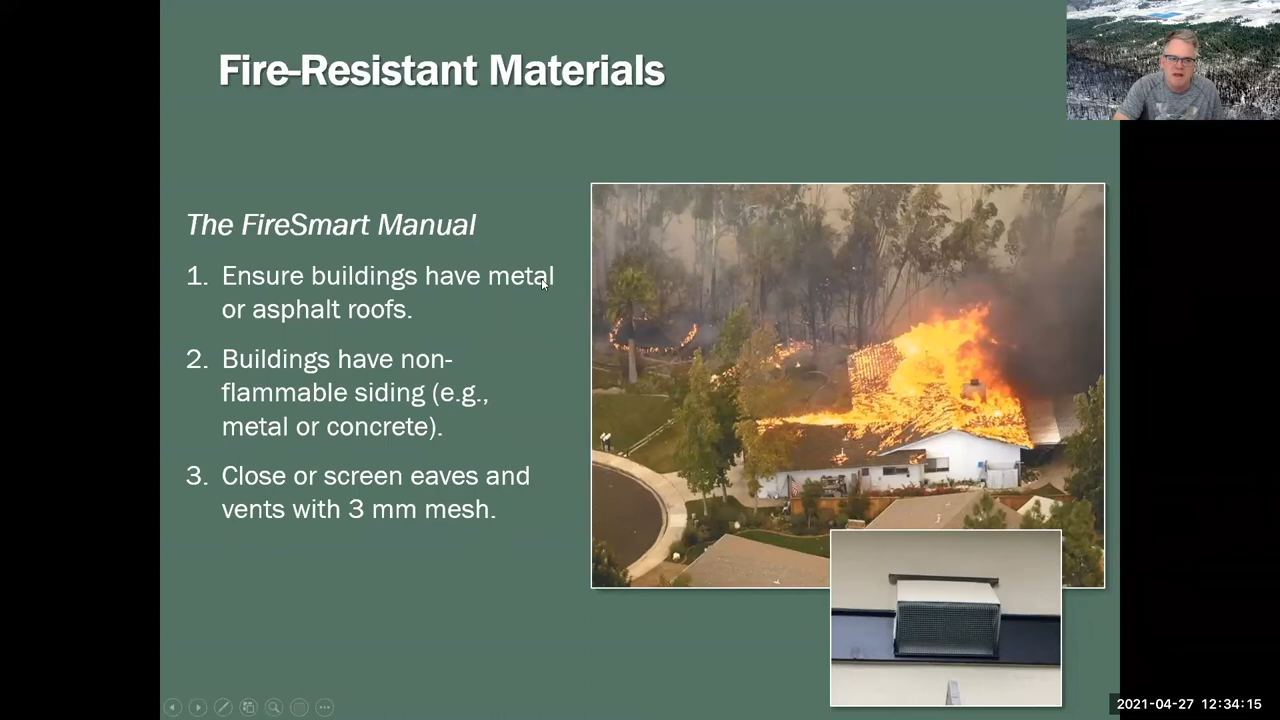 Fire-Resistant Materials
The FireSmart Manual
1. Ensure buildings have metal
or asphalt roofs.
2. Buildings have non-
flammable siding (e.g.,
metal or concrete).
3. Close or screen eaves and
vents with 3 mm mesh.
2021-04-27 12:34:15